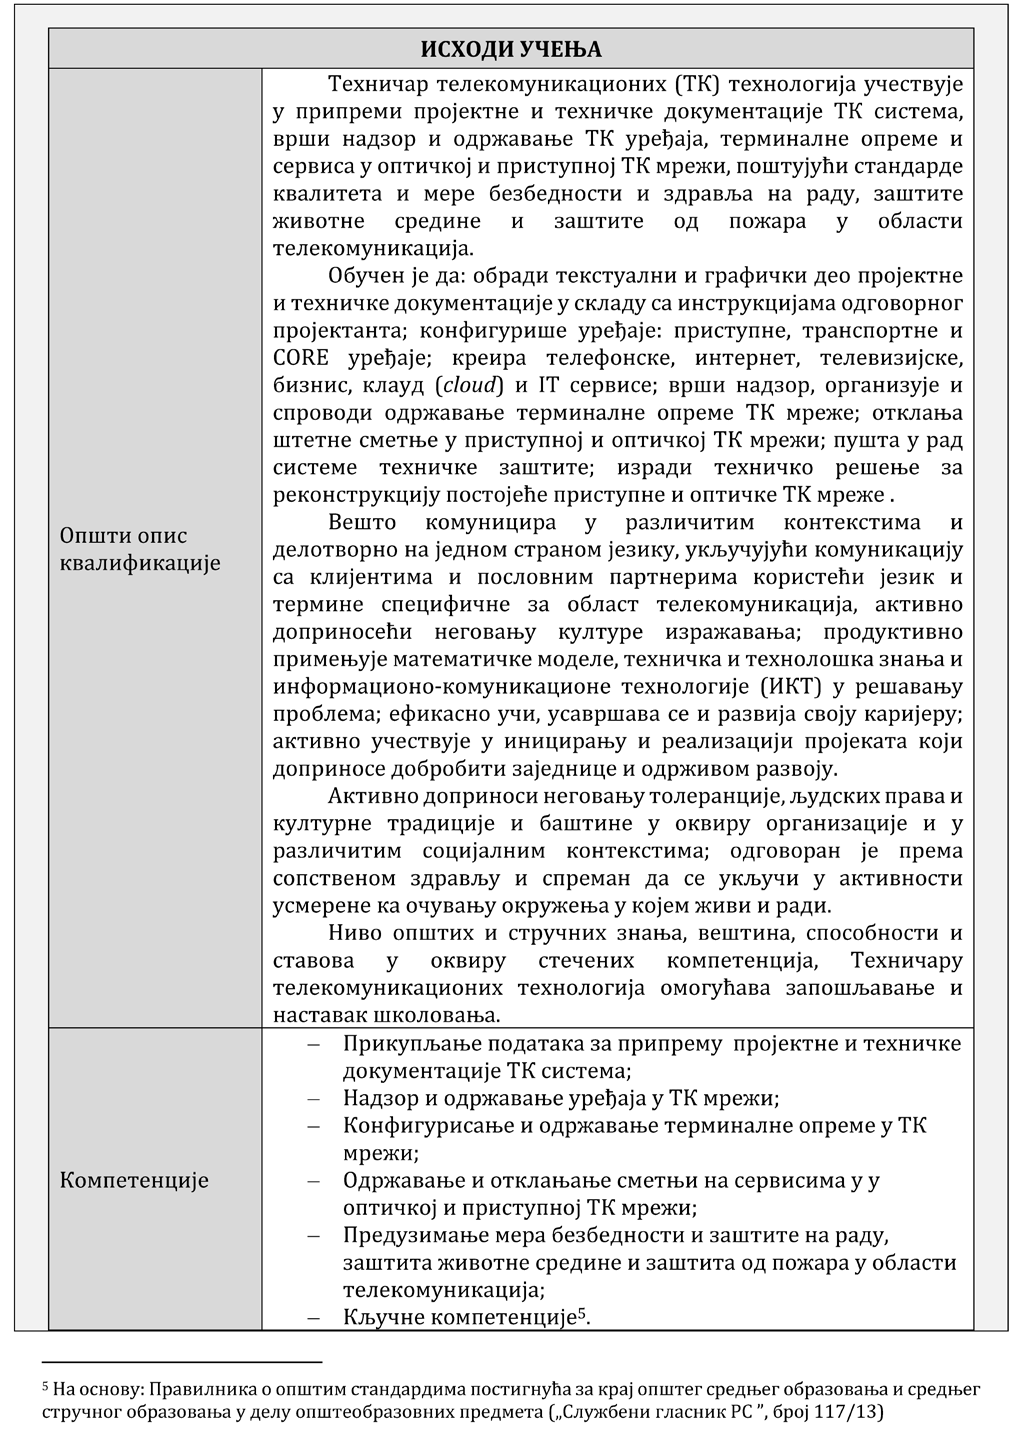 ИСХОДИ УЧЕЊА
Општи опис
квалификације
Техничар телекомуникационих (ТК) технологија учествује
у припреми пројектне и техничке документације ТК система,
врши надзор и одржавање ТК уређаја, терминалне опреме и
сервиса у оптичкој и приступној ТК мрежи, поштујући стандарде
квалитета и мере безбедности и здравља на раду, заштите
животне средине и заштите од пожара у области
телекомуникација.
Обучен је да: обради текстуални и графички део пројектне
и техничке документације у складу са инструкцијама одговорног
пројектанта; конфигурише уређаје: приступне, транспортне и
CORE уређаје; креира телефонске, интернет, телевизијске,
бизнис, клауд (cloud) и IT сервисе; врши надзор, организује и
спроводи одржавање терминалне опреме ТК мреже; отклања
штетне сметње у приступној и оптичкој ТК мрежи; пушта у рад
системе техничке заштите; изради техничко решење за
реконструкцију постојеће приступне и оптичке ТК мреже .
Вешто комуницира у различитим контекстима и
делотворно на једном страном језику, укључујући комуникацију
са клијентима и пословним партнерима користећи језик и
термине специфичне за област телекомуникација, активно
доприносећи неговању културе изражавања; продуктивно
примењује математичке моделе, техничка и технолошка знања и
информационо-комуникационе технологије (ИКТ) у решавању
проблема; ефикасно учи, усавршава се и развија своју каријеру;
активно учествује у иницирању и реализацији пројеката који
доприносе добробити заједнице и одрживом развоју.
Активно доприноси неговању толеранције, људских права и
културне традиције и баштине у оквиру организације и у
различитим социјалним контекстима; одговоран је према
сопственом здрављу и спреман да се укључи у активности
усмерене ка очувању окружења у којем живи и ради.
Ниво општих и стручних знања, вештина, способности и
ставова у оквиру стечених компетенција, Техничару
телекомуникационих технологија омогућава запошљавање и
наставак школовања.
Компетенције
– Прикупљање података за припрему пројектне и техничке
документације ТК система;
– Надзор и одржавање уређаја у ТК мрежи;
– Конфигурисање и одржавање терминалне опреме у ТК
мрежи;
– Одржавање и отклањање сметњи на сервисима у у
оптичкој и приступној ТК мрежи;
– Предузимање мера безбедности и заштите на раду,
заштита животне средине и заштита од пожара у области
телекомуникација;
– Кључне компетенције⁵.
⁵ На основу: Правилника о општим стандардима постигнућа за крај општег средњег образовања и средњег
стручног образовања у делу општеобразовних предмета („Службени гласник РС ”, број 117/13)